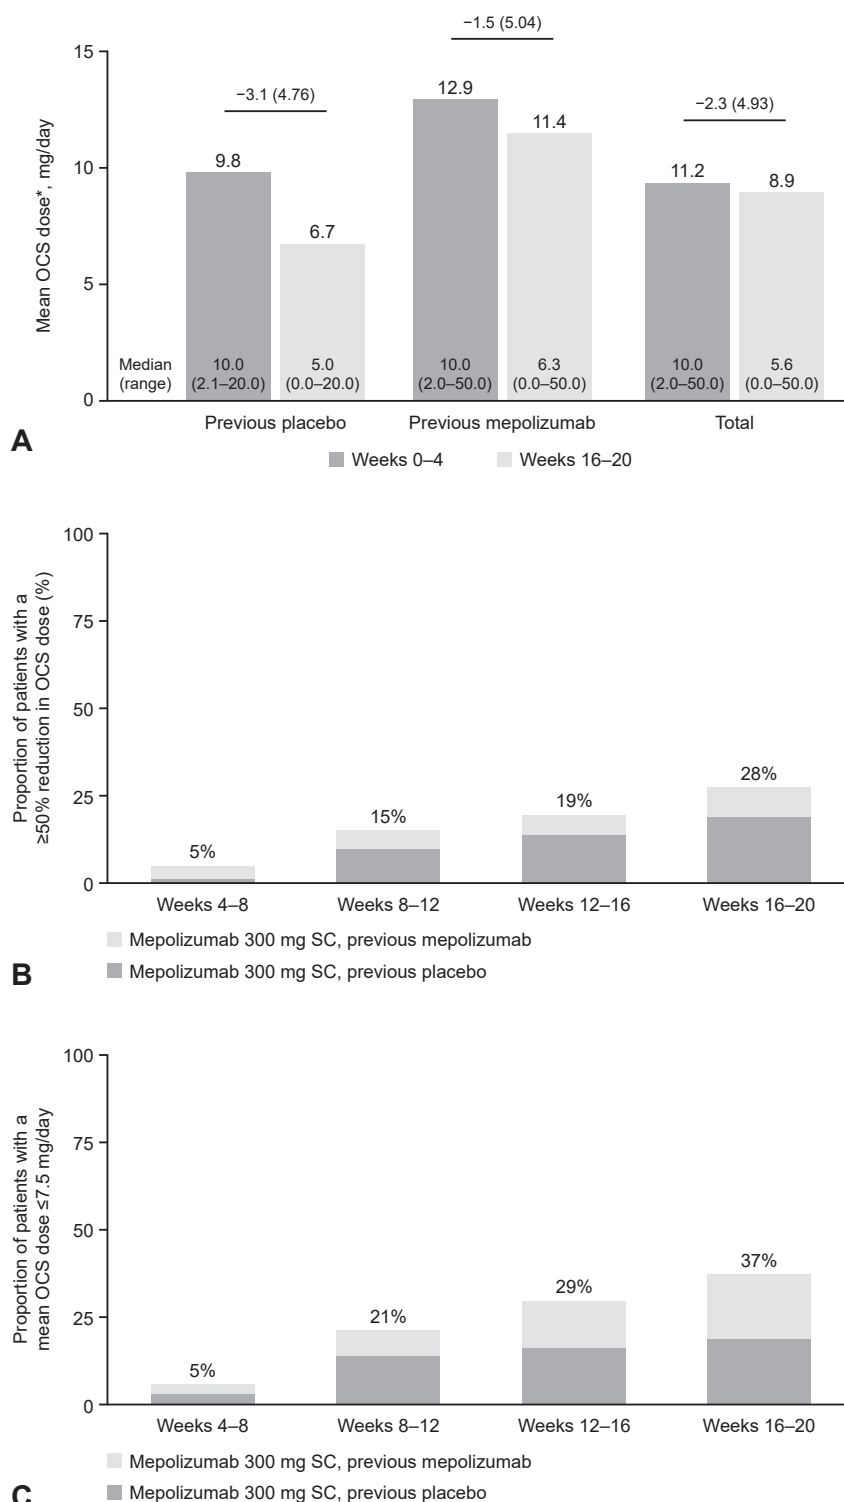 −1.5 (5.04)
−3.1 (4.76)
−2.3 (4.93)
Mean OCS dose*, mg/day
15
10
5
0
9.8
6.7
12.9
11.4
11.2
8.9
Median
(range)
10.0
(2.1–20.0)
5.0
(0.0–20.0)
10.0
(2.0–50.0)
6.3
(0.0–50.0)
10.0
(2.0–50.0)
5.6
(0.0–50.0)
Previous placebo
Previous mepolizumab
Total
A
Weeks 0–4
Weeks 16–20
Proportion of patients with a
≥50% reduction in OCS dose (%)
100
75
50
25
0
5%
15%
19%
28%
Weeks 4–8
Weeks 8–12
Weeks 12–16
Weeks 16–20
Mepolizumab 300 mg SC, previous mepolizumab
Mepolizumab 300 mg SC, previous placebo
B
Proportion of patients with a
mean OCS dose ≤7.5 mg/day
100
75
50
25
0
5%
21%
29%
37%
Weeks 4–8
Weeks 8–12
Weeks 12–16
Weeks 16–20
Mepolizumab 300 mg SC, previous mepolizumab
Mepolizumab 300 mg SC, previous placebo
C